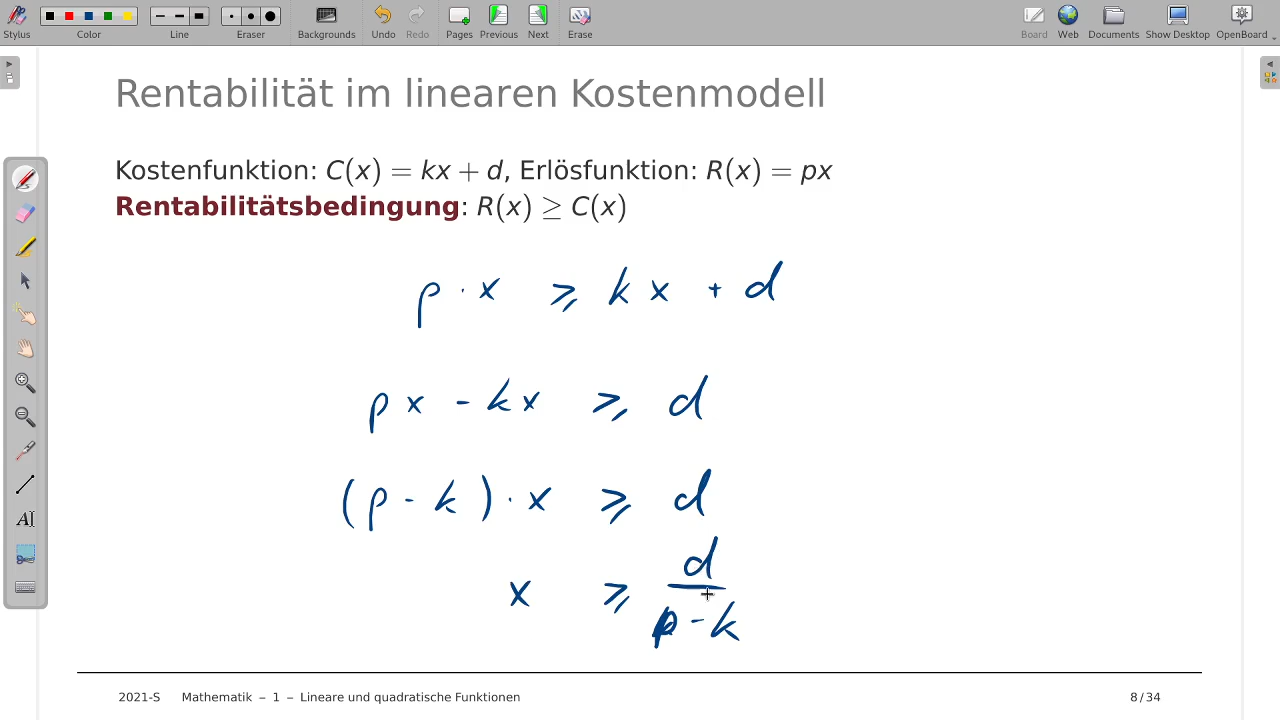 Stylus Color Line Eraser Backgrounds Undo Redo Pages Previous Next Erase Board Web Documents Show Desktop OpenBoard
Rentabilität im linearen Kostenmodell
Kostenfunktion: C(x) = kx + d, Erlösfunktion: R(x) = px
Rentabilitätsbedingung: R(x) ≥ C(x)
p · x ⩾ k x + d
p x - k x ⩾ d
(p - k) · x ⩾ d
x ⩾ d / p - k
2021-S Mathematik – 1 – Lineare und quadratische Funktionen 8 / 34